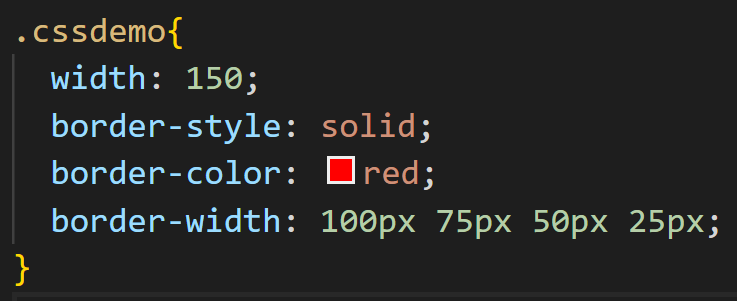 .cssdemo{
width: 150;
border-style: solid;
border-color: red;
border-width: 100px 75px 50px 25px;
}